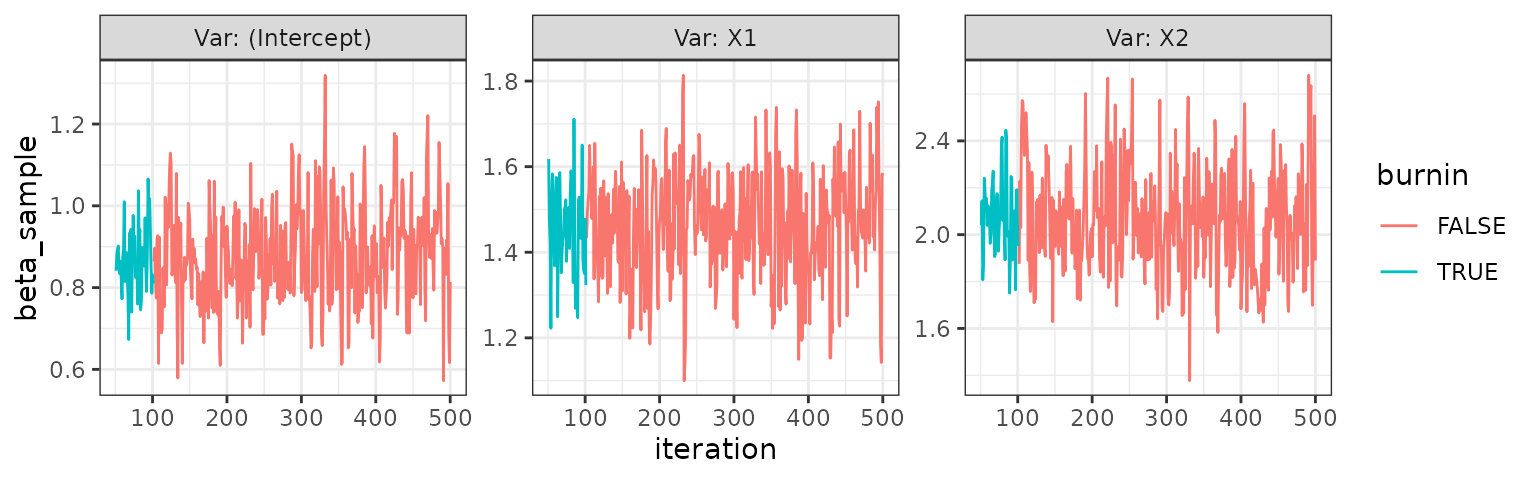 Var: (Intercept)
Var: X1
Var: X2
beta_sample
1.2
1.0
0.8
0.6
1.8
1.6
1.4
1.2
2.4
2.0
1.6
100 200 300 400 500
100 200 300 400 500
100 200 300 400 500
iteration
burnin
FALSE
TRUE